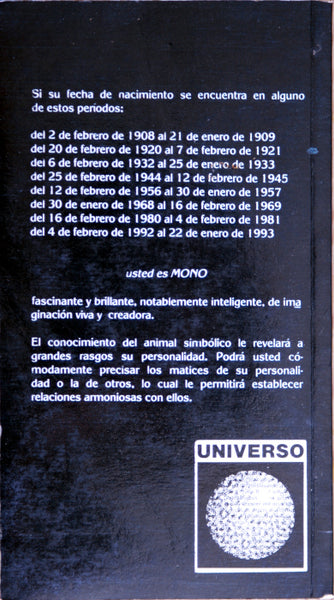 Si su fecha de nacimiento se encuentra en alguno
de estos períodos:
del 2 de febrero de 1908 al 21 de enero de 1909
del 20 de febrero de 1920 al 7 de febrero de 1921
del 6 de febrero de 1932 al 25 de enero de 1933
del 25 de febrero de 1944 al 12 de febrero de 1945
del 12 de febrero de 1956 al 30 de enero de 1957
del 30 de enero de 1968 al 16 de febrero de 1969
del 16 de febrero de 1980 al 4 de febrero de 1981
del 4 de febrero de 1992 al 22 de enero de 1993
usted es MONO
fascinante y brillante, notablemente inteligente, de ima
ginación viva y creadora.
El conocimiento del animal simbólico le revelará a
grandes rasgos su personalidad. Podrá usted có-
modamente precisar los matices de su personali-
dad o la de otros, lo cual le permitirá establecer
relaciones armoniosas con ellos.
UNIVERSO